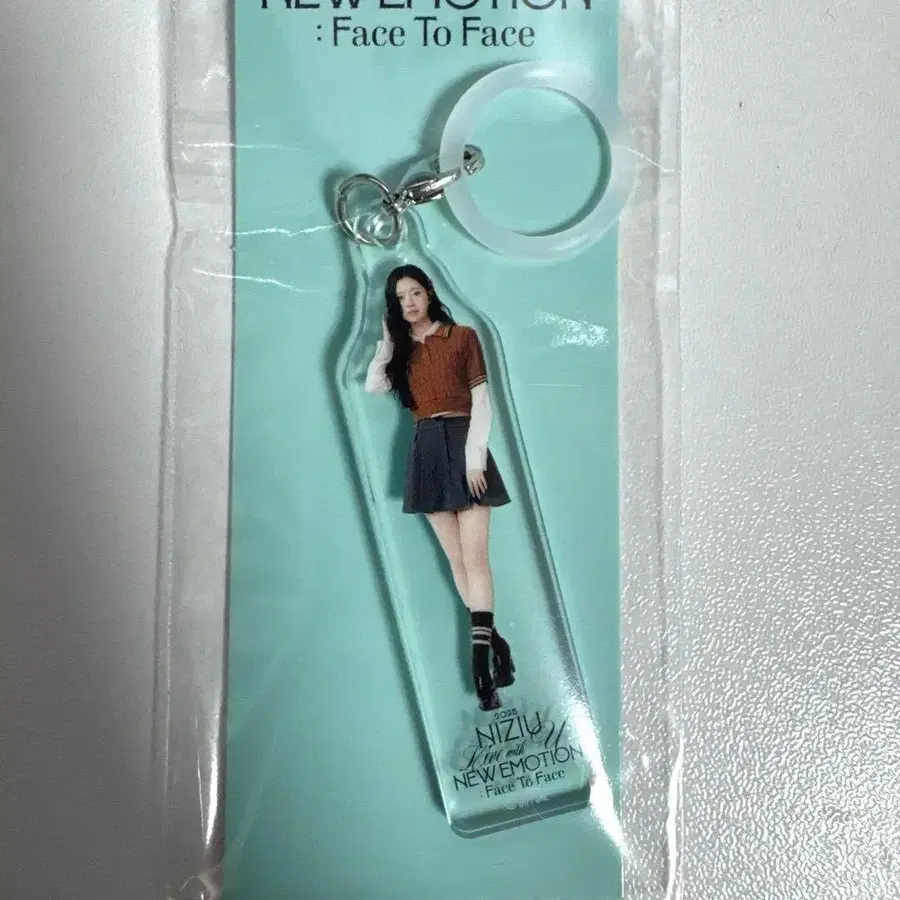 NEW EMOTION
: Face To Face
2025
NIZIU
Live with U
NEW EMOTION
: Face To Face